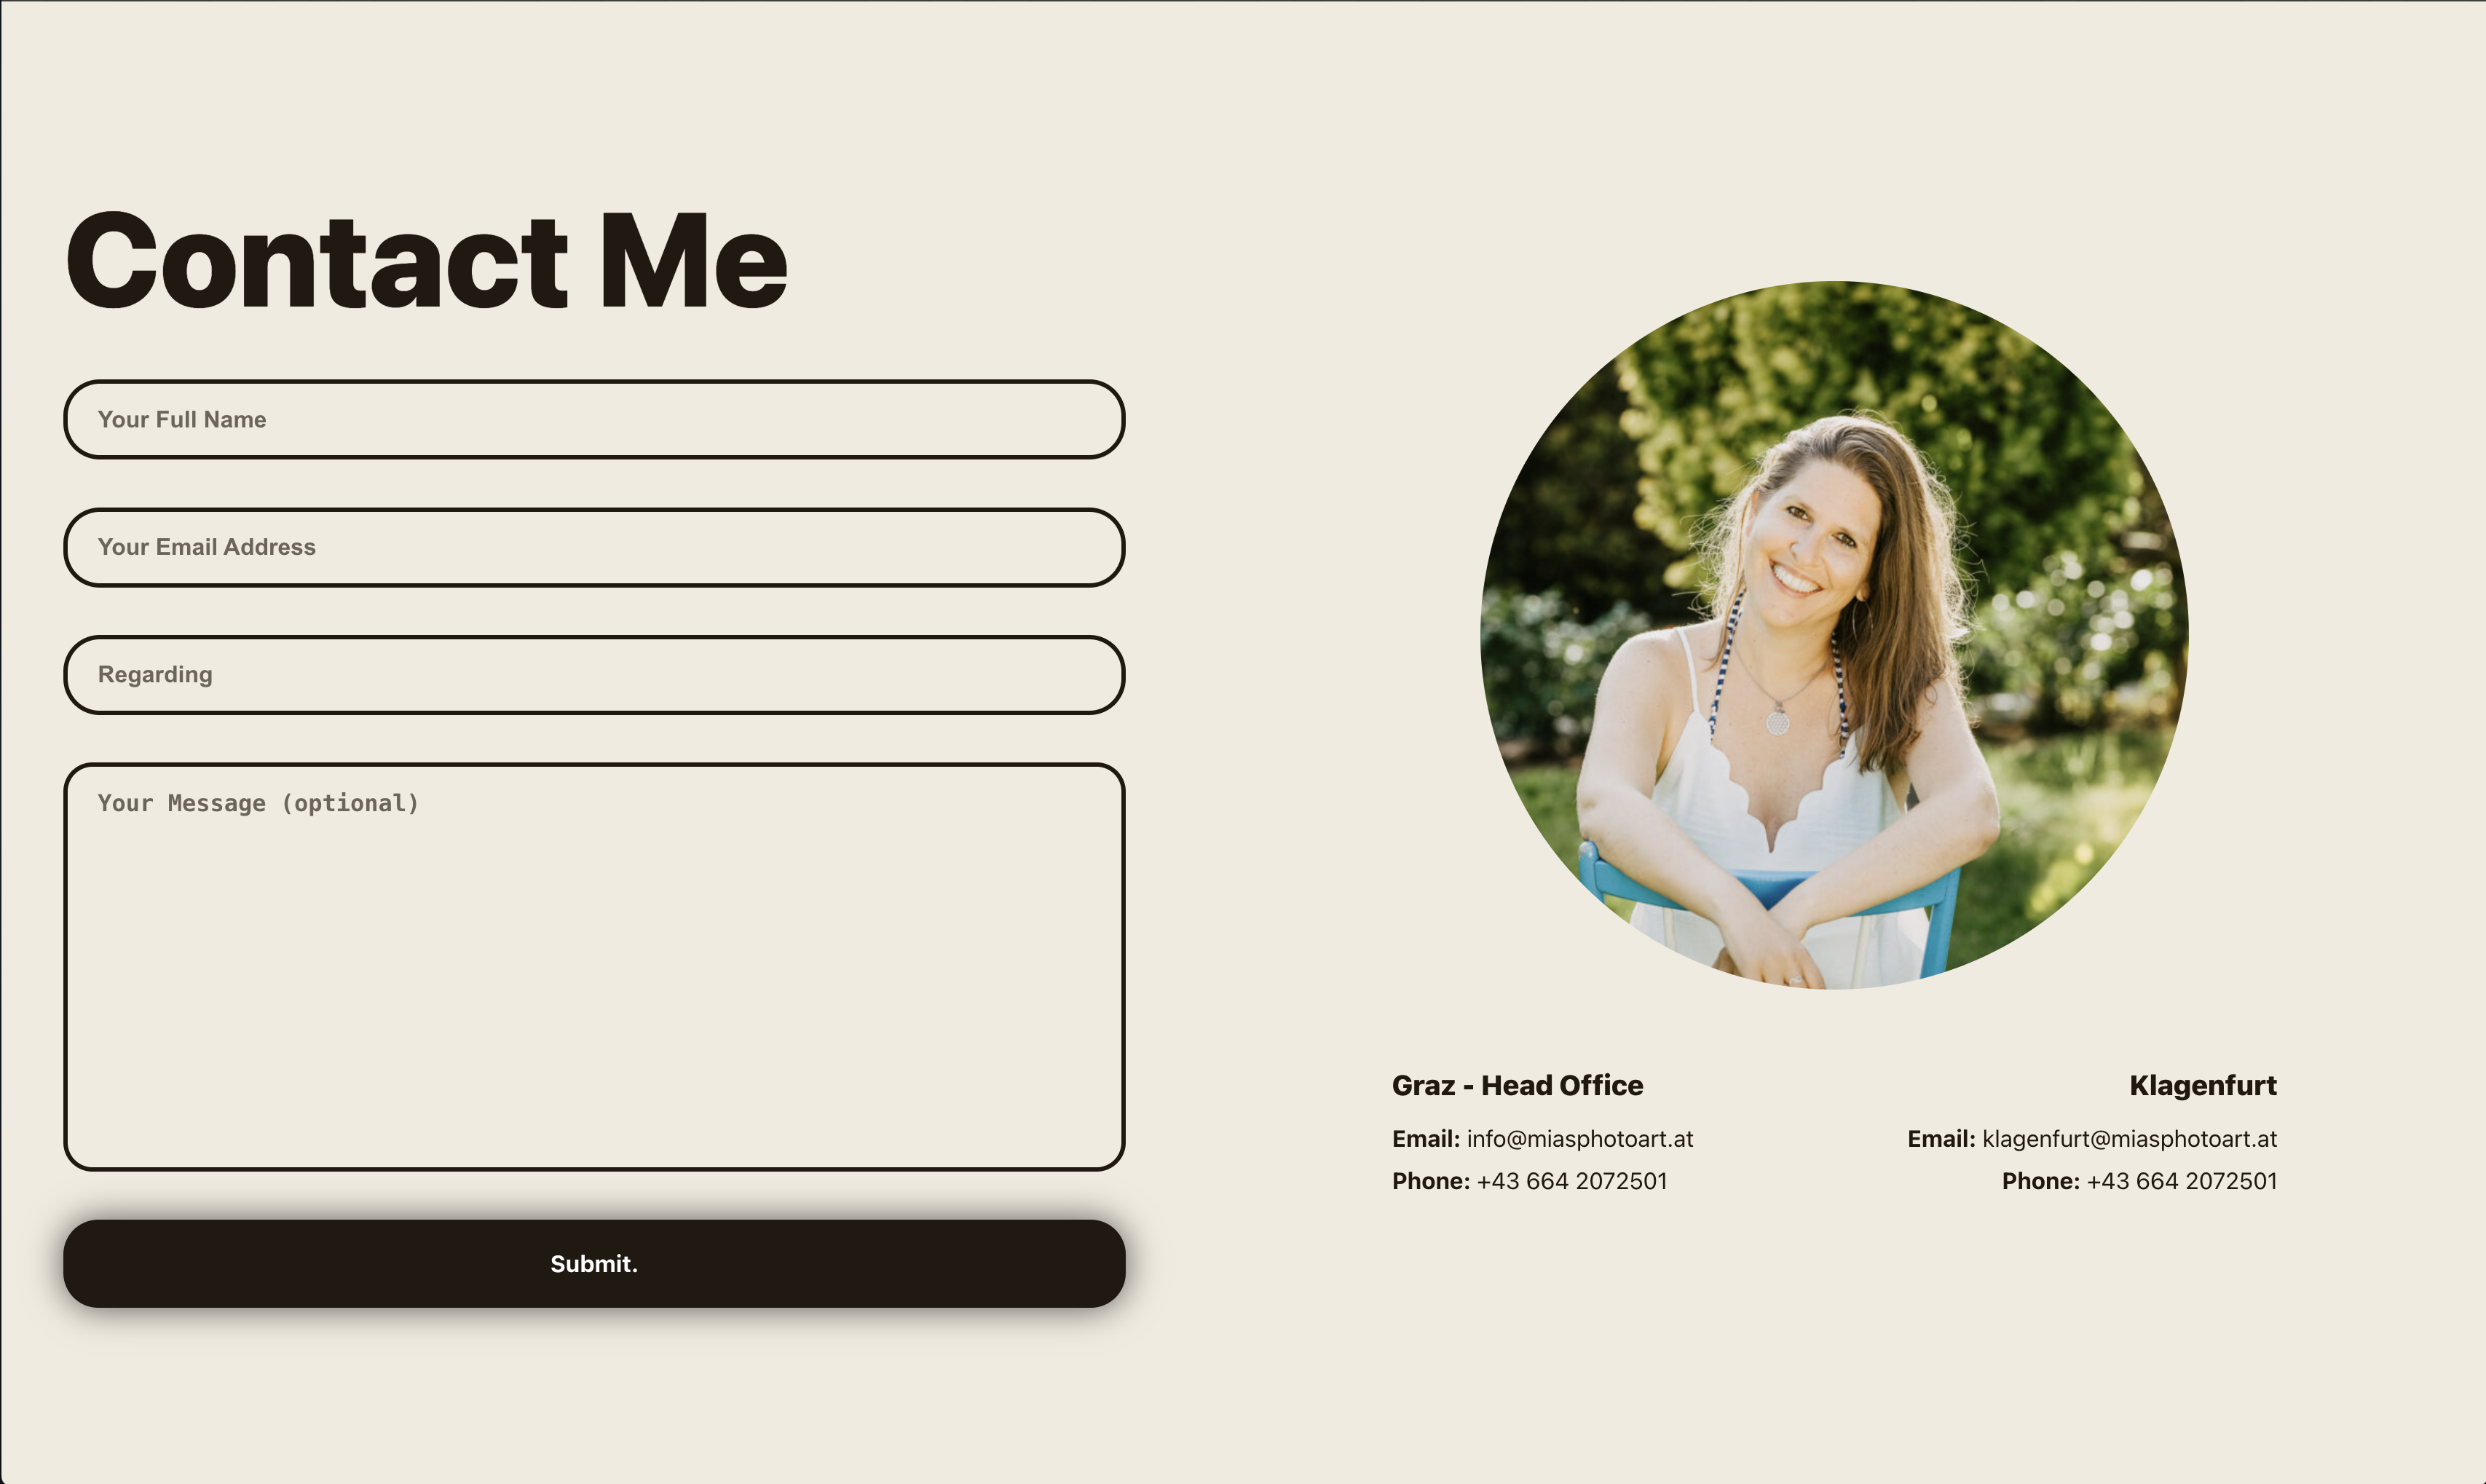 Contact Me
Your Full Name
Your Email Address
Regarding
Your Message (optional)
Submit.
Graz - Head Office
Email: info@miasphotoart.at
Phone: +43 664 2072501
Klagenfurt
Email: klagenfurt@miasphotoart.at
Phone: +43 664 2072501